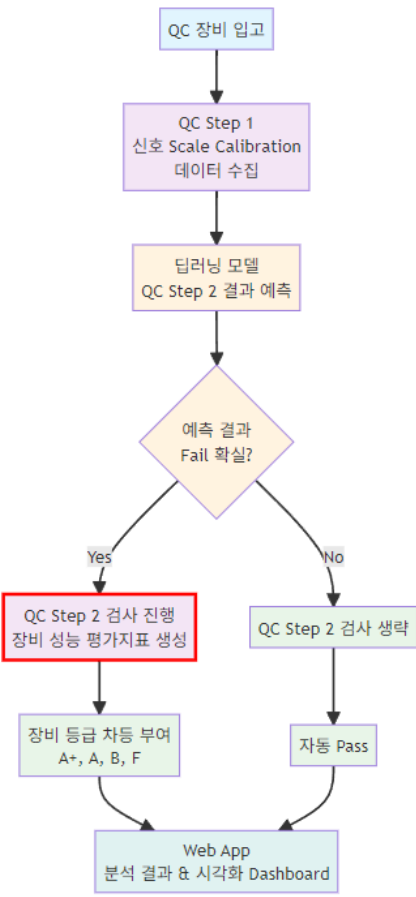 QC 장비 입고
QC Step 1
신호 Scale Calibration
데이터 수집
딥러닝 모델
QC Step 2 결과 예측
예측 결과
Fail 확실?
Yes
No
QC Step 2 검사 진행
장비 성능 평가지표 생성
QC Step 2 검사 생략
장비 등급 차등 부여
A+, A, B, F
자동 Pass
Web App
분석 결과 & 시각화 Dashboard